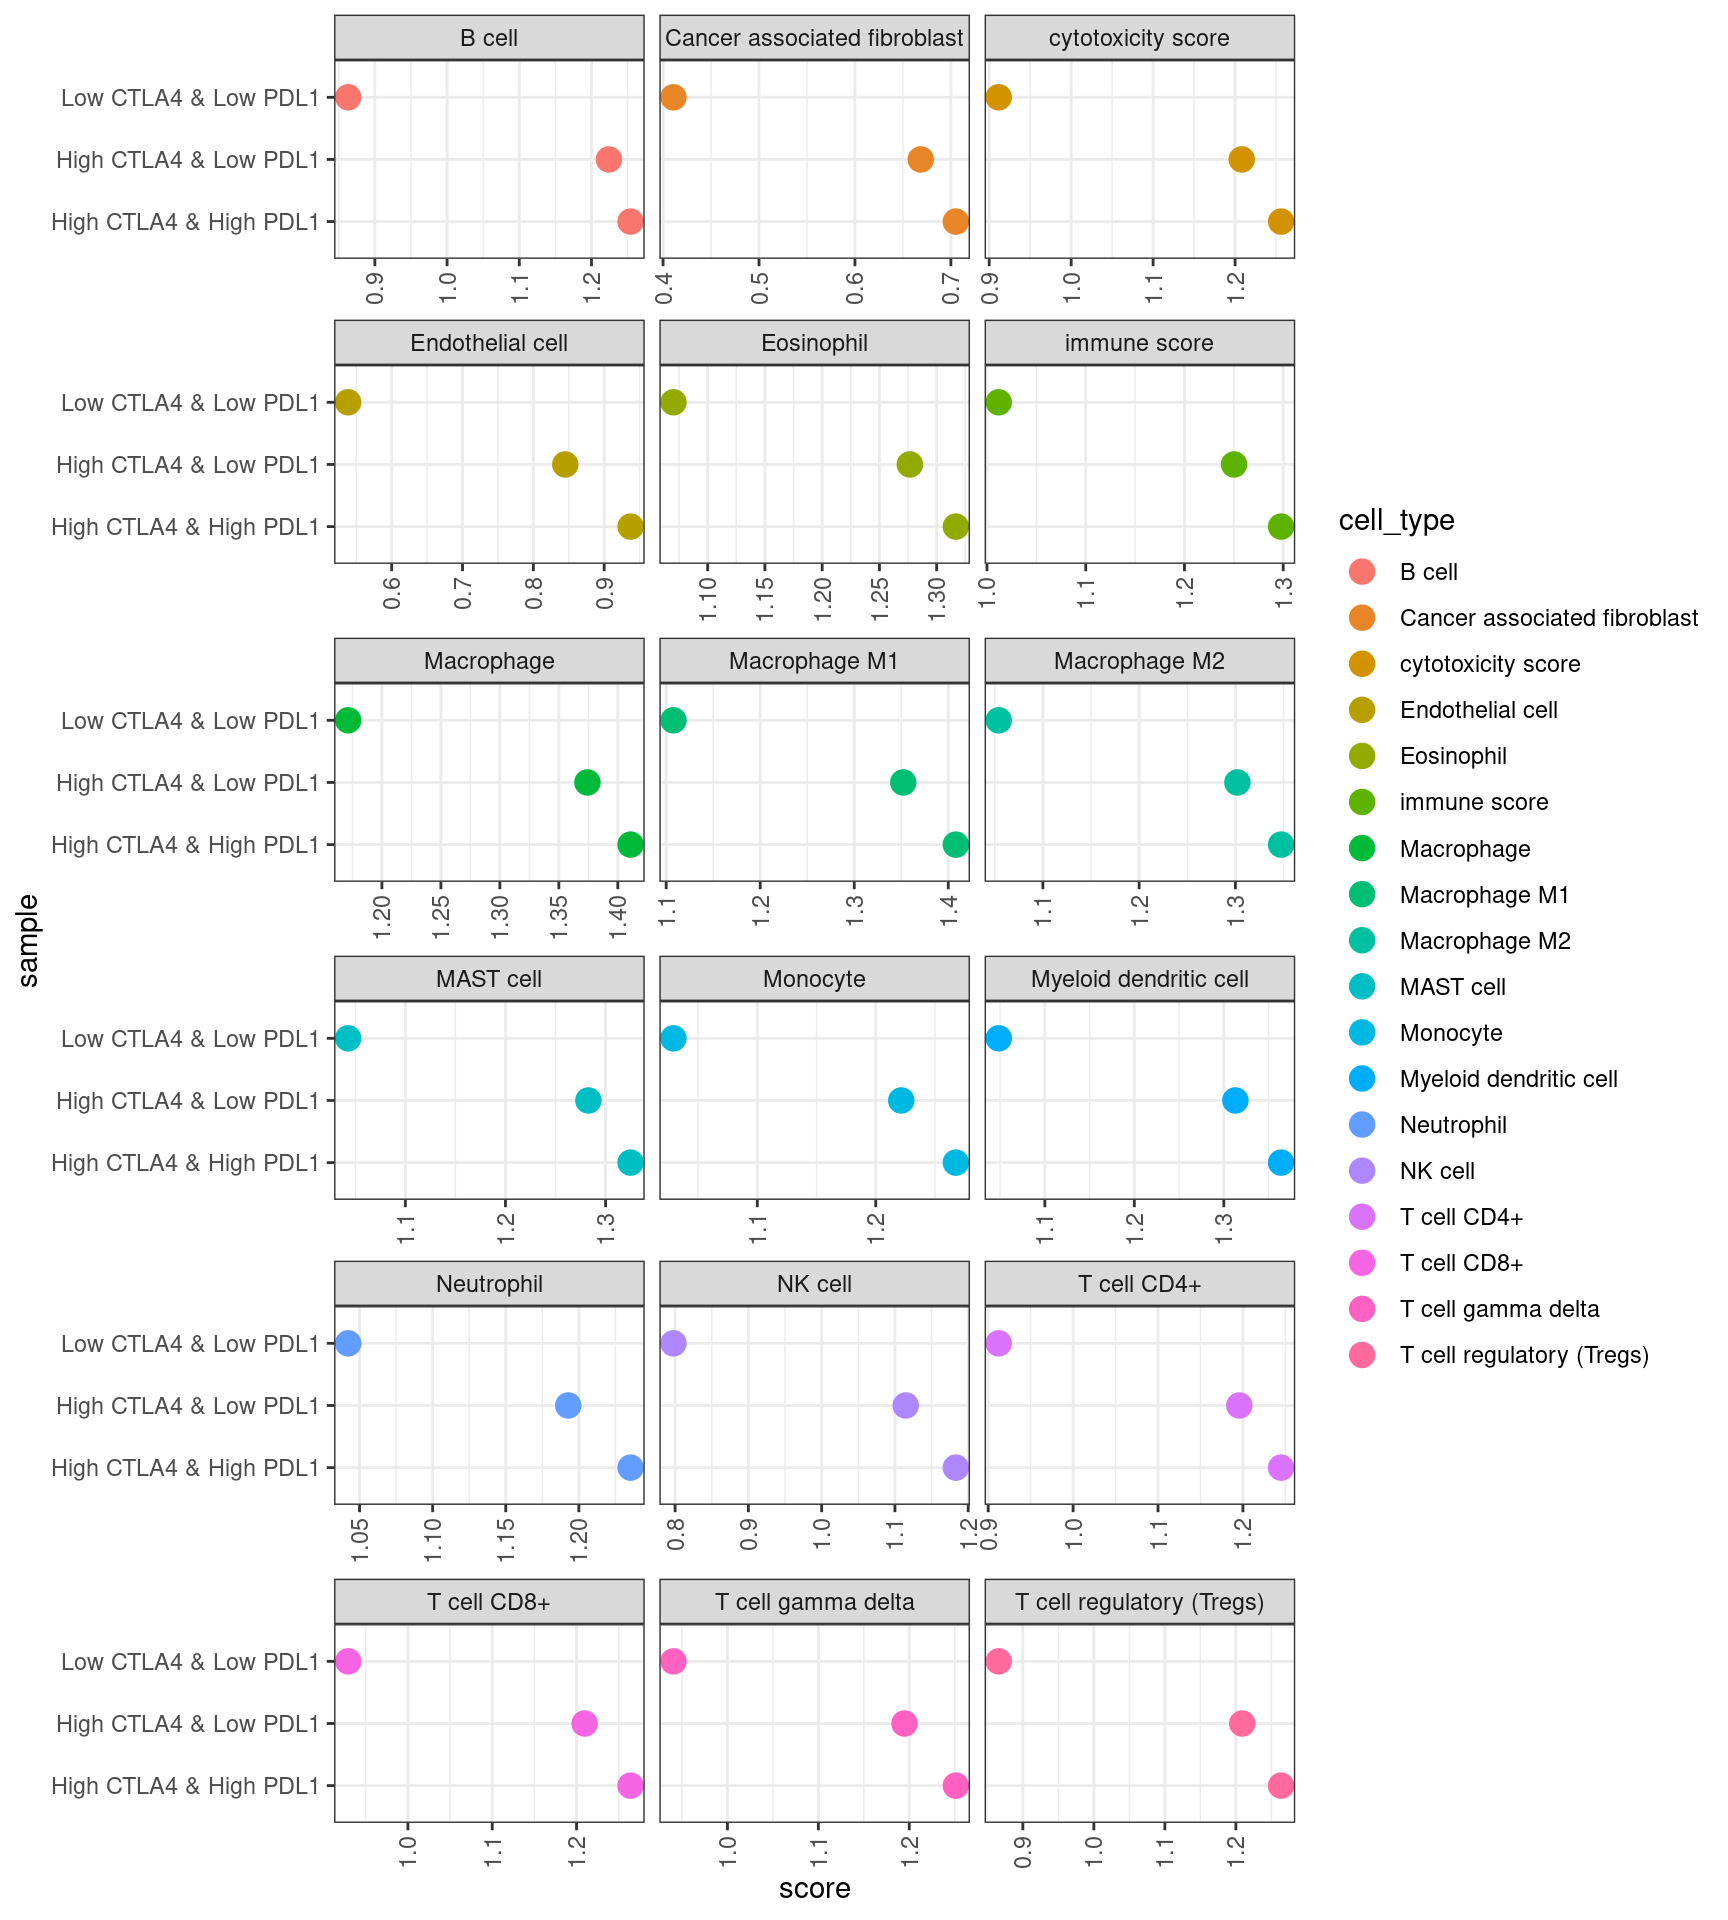 B cell
Cancer associated fibroblast
cytotoxicity score
Low CTLA4 & Low PDL1
High CTLA4 & Low PDL1
High CTLA4 & High PDL1
0.9 1.0 1.1 1.2
0.4 0.5 0.6 0.7
0.9 1.0 1.1 1.2
Endothelial cell
Eosinophil
immune score
Low CTLA4 & Low PDL1
High CTLA4 & Low PDL1
High CTLA4 & High PDL1
0.6 0.7 0.8 0.9
1.10 1.15 1.20 1.25 1.30
1.0 1.1 1.2 1.3
Macrophage
Macrophage M1
Macrophage M2
Low CTLA4 & Low PDL1
High CTLA4 & Low PDL1
High CTLA4 & High PDL1
1.20 1.25 1.30 1.35 1.40
1.1 1.2 1.3 1.4
1.1 1.2 1.3
MAST cell
Monocyte
Myeloid dendritic cell
Low CTLA4 & Low PDL1
High CTLA4 & Low PDL1
High CTLA4 & High PDL1
1.1 1.2 1.3
1.1 1.2
1.1 1.2 1.3
Neutrophil
NK cell
T cell CD4+
Low CTLA4 & Low PDL1
High CTLA4 & Low PDL1
High CTLA4 & High PDL1
1.05 1.10 1.15 1.20
0.8 0.9 1.0 1.1 1.2
0.9 1.0 1.1 1.2
T cell CD8+
T cell gamma delta
T cell regulatory (Tregs)
Low CTLA4 & Low PDL1
High CTLA4 & Low PDL1
High CTLA4 & High PDL1
1.0 1.1 1.2
1.0 1.1 1.2
0.9 1.0 1.1 1.2
score
sample
cell_type
B cell
Cancer associated fibroblast
cytotoxicity score
Endothelial cell
Eosinophil
immune score
Macrophage
Macrophage M1
Macrophage M2
MAST cell
Monocyte
Myeloid dendritic cell
Neutrophil
NK cell
T cell CD4+
T cell CD8+
T cell gamma delta
T cell regulatory (Tregs)